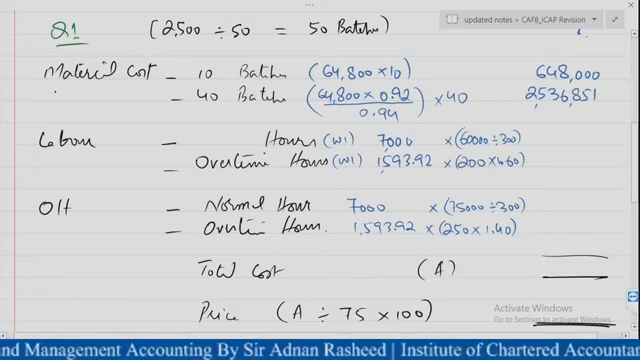 updated notes > CAF8_ICAP Revision
Q1 (2,500 ÷ 50 = 50 Batches)
Material Cost - 10 Batches (64,800 × 10) 648,000
- 40 Batches (64,800 × 0.92 / 0.94) × 40 2,536,851
Labour - Hours (W1) 7000 × (60000 ÷ 300)
- Overtime Hours (W1) 1,593.92 × (200 × 1.60)
OH - Normal Hour 7000 × (75000 ÷ 300)
- Overtime Hour. 1,593.92 × (250 × 1.40)
Total Cost (A)
Price (A ÷ 75 × 100)
Activate Windows
Go to Settings to activate Windows.
nd Management Accounting By Sir Adnan Rasheed -- Institute of Chartered Accounta